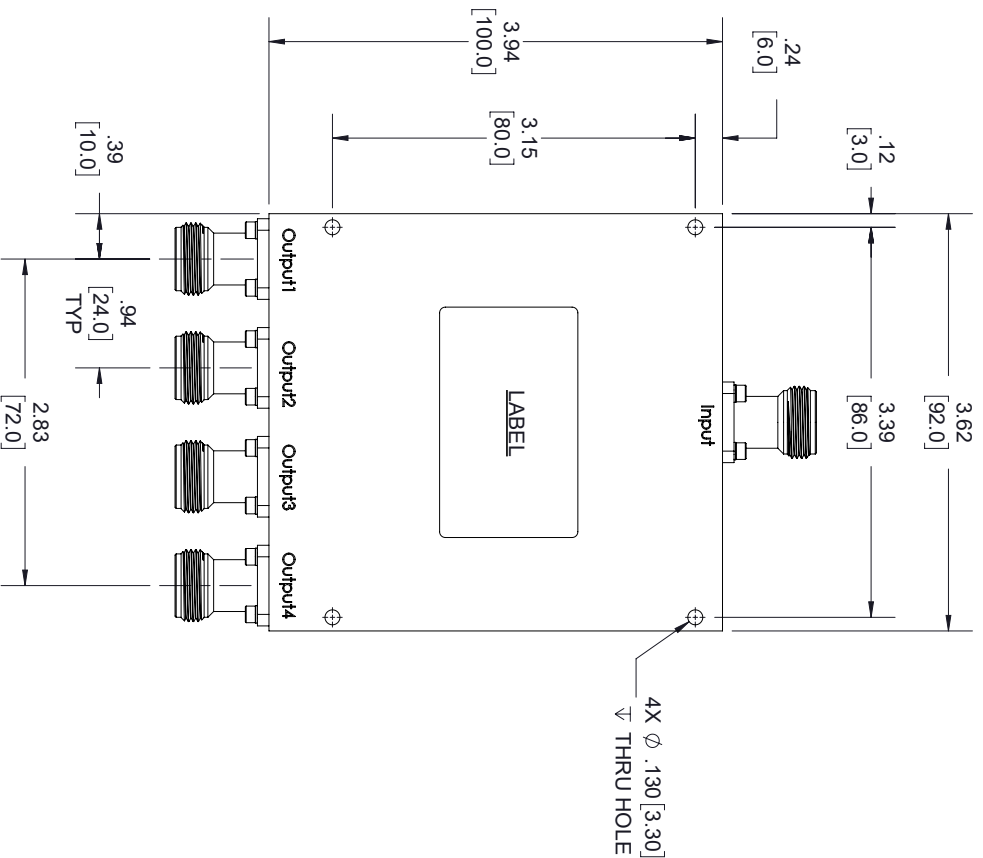 3.62
[92.0]
3.39
[86.0]
.12
[3.0]
.24
[6.0]
3.94
[100.0]
3.15
[80.0]
Input
LABEL
4X Ø .130 [3.30]
↧ THRU HOLE
Output1
Output2
Output3
Output4
.39
[10.0]
.94
[24.0]
TYP
2.83
[72.0]